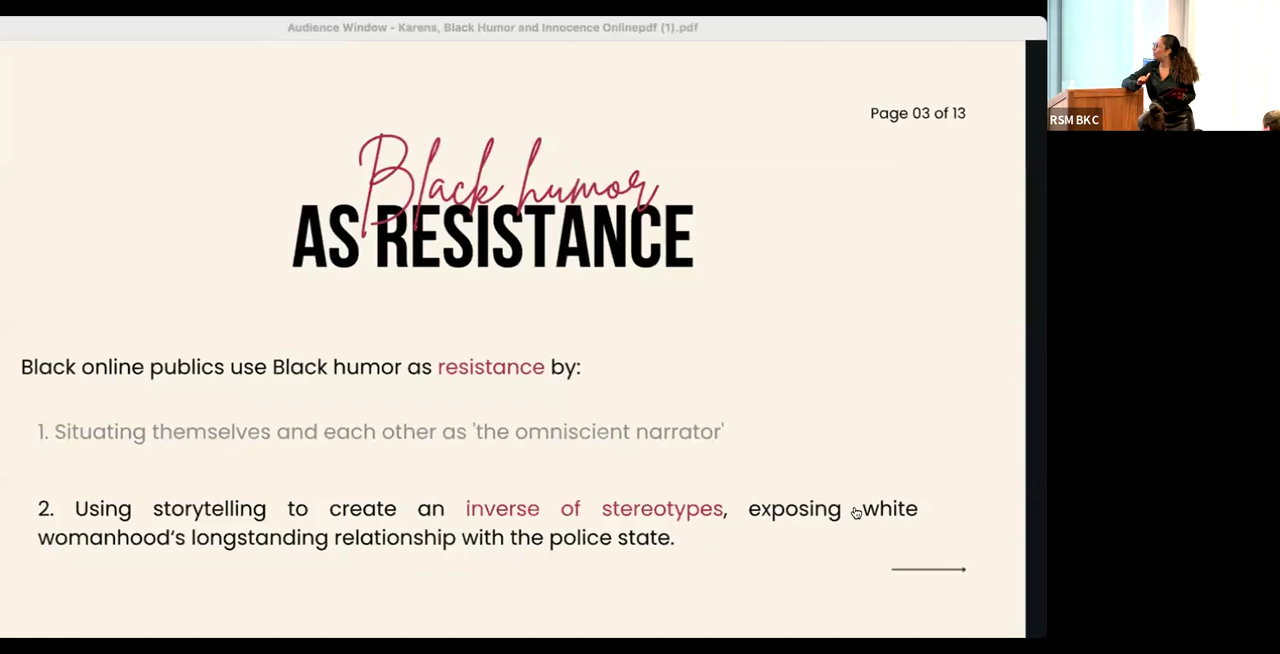 Audience Window - Karens, Black Humor and Innocence Onlinepdf (1).pdf
Page 03 of 13
RSM BKC
Black humor
AS RESISTANCE
Black online publics use Black humor as resistance by:
1. Situating themselves and each other as 'the omniscient narrator'
2. Using storytelling to create an inverse of stereotypes, exposing white
womanhood's longstanding relationship with the police state.